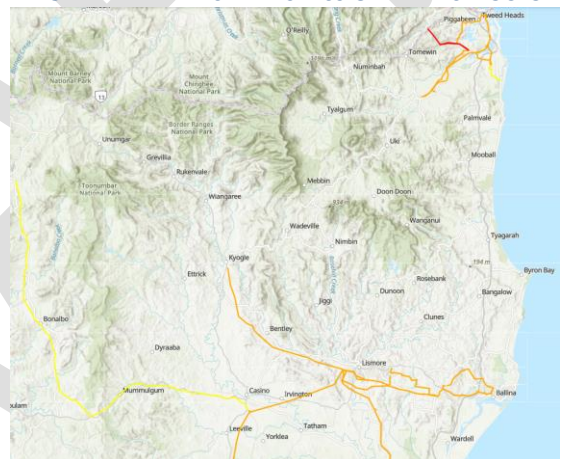 Tweed Heads
Piggabeen
O'Reilly
Tomewin
Numinbah
Mount Barney
National Park
Mount
Chinghee
National Park
13
Tyalgum
Palmvale
Border Ranges
National Park
Unumgar
Uki
Mooball
Grevillia
Rukenvale
Mebbin
Toonumbar
National Park
Doon Doon
Wiangaree
Wadeville
Wanganui
Nimbin
Tyagarah
194 m
Kyogle
Byron Bay
Ettrick
Rosebank
Dunoon
Bangalow
Jiggi
Clunes
Bonalbo
Bentley
Dyraaba
Lismore
Mummulgum
Casino
Irvington
Ballina
oulam
Leeville
Tatham
Yorklea
Wardell